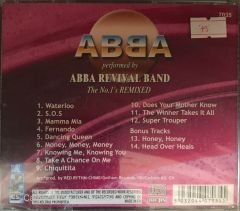 7035
ABBA
performed by
ABBA REVIVAL BAND
The No.1's REMIXED
1. Waterloo
2. S.O.S
3. Mamma Mia
4. Fernando
5. Dancing Queen
6. Money, Money, Money
7. Knowing Me, Knowing You
8. Take A Chance On Me
9. Chiquitita
10. Does Your Mother Know
11. The Winner Takes It All
12. Super Trouper
Bonus Tracks
13. Honey, Honey
14. Head Over Heals